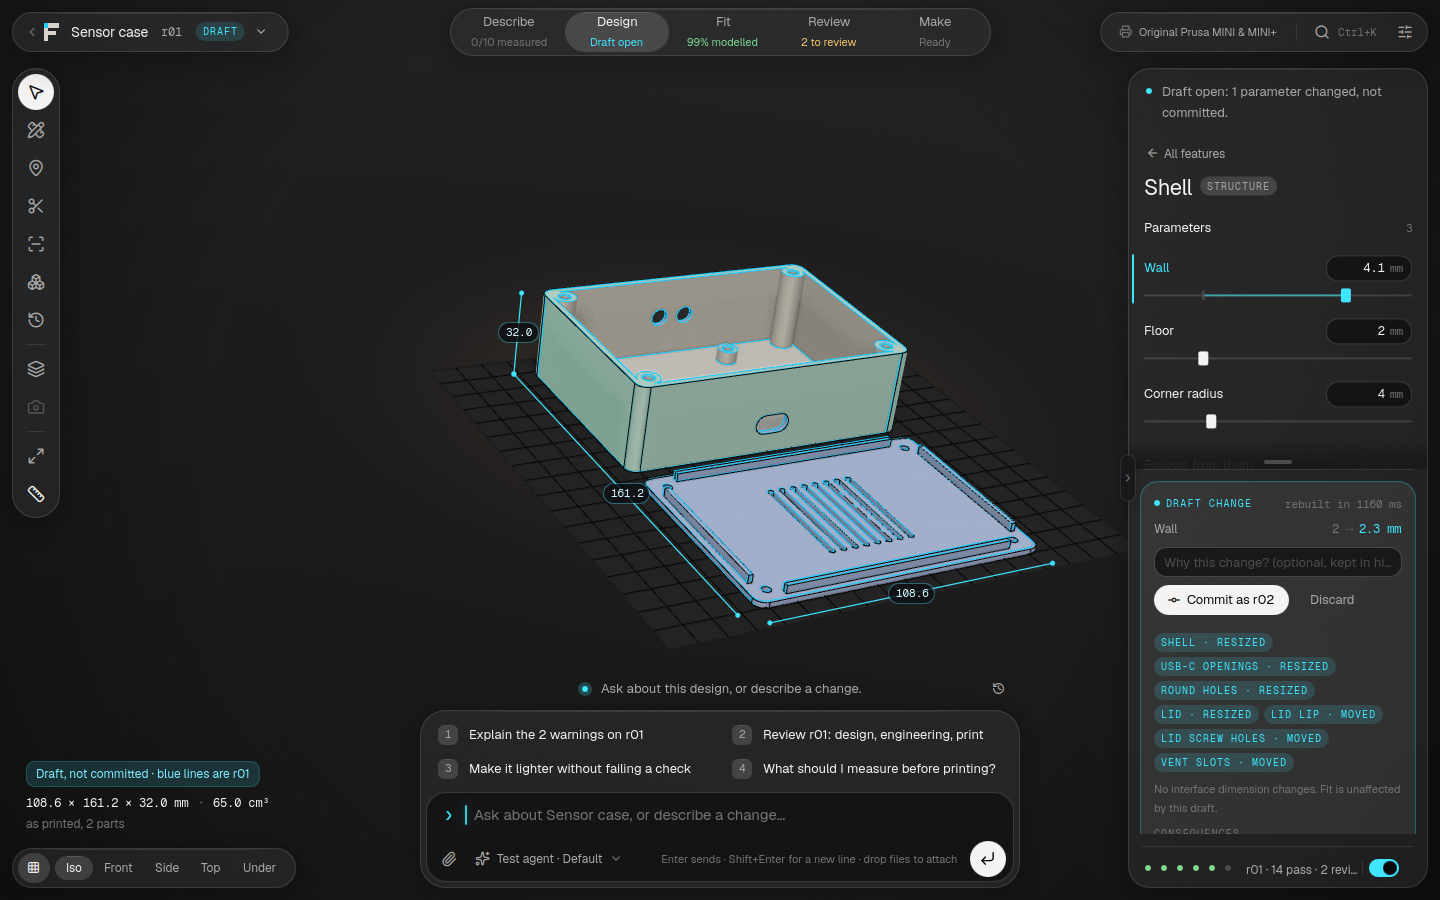 Sensor case r01 DRAFT
Describe
0/10 measured
Design
Draft open
Fit
99% modelled
Review
2 to review
Make
Ready
Original Prusa MINI & MINI+
Ctrl+K
Draft open: 1 parameter changed, not
committed.
All features
Shell STRUCTURE
Parameters 3
Wall 4.1 mm
Floor 2 mm
Corner radius 4 mm
Follows from them
DRAFT CHANGE rebuilt in 1160 ms
Wall 2 → 2.3 mm
Why this change? (optional, kept in hi…
Commit as r02 Discard
SHELL · RESIZED
USB-C OPENINGS · RESIZED
ROUND HOLES · RESIZED
LID · RESIZED LID LIP · MOVED
LID SCREW HOLES · MOVED
VENT SLOTS · MOVED
No interface dimension changes. Fit is unaffected
by this draft.
CONSEQUENCES
r01 · 14 pass · 2 revi…
32.0
161.2
108.6
Ask about this design, or describe a change.
1 Explain the 2 warnings on r01
2 Review r01: design, engineering, print
3 Make it lighter without failing a check
4 What should I measure before printing?
Ask about Sensor case, or describe a change…
Test agent · Default
Enter sends · Shift+Enter for a new line · drop files to attach
Draft, not committed · blue lines are r01
108.6 × 161.2 × 32.0 mm · 65.0 cm³
as printed, 2 parts
Iso Front Side Top Under